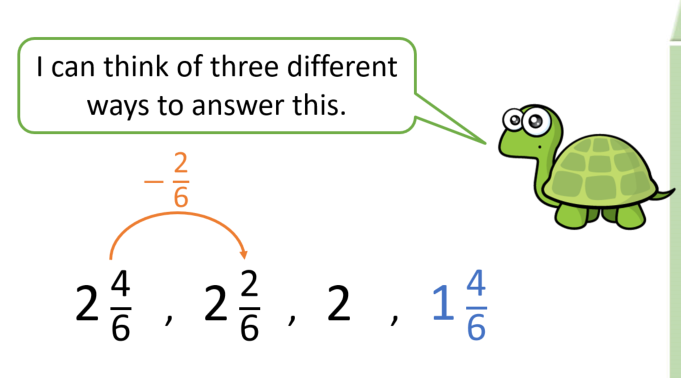 I can think of three different
ways to answer this.
− 2/6
2 4/6 , 2 2/6 , 2 , 1 4/6